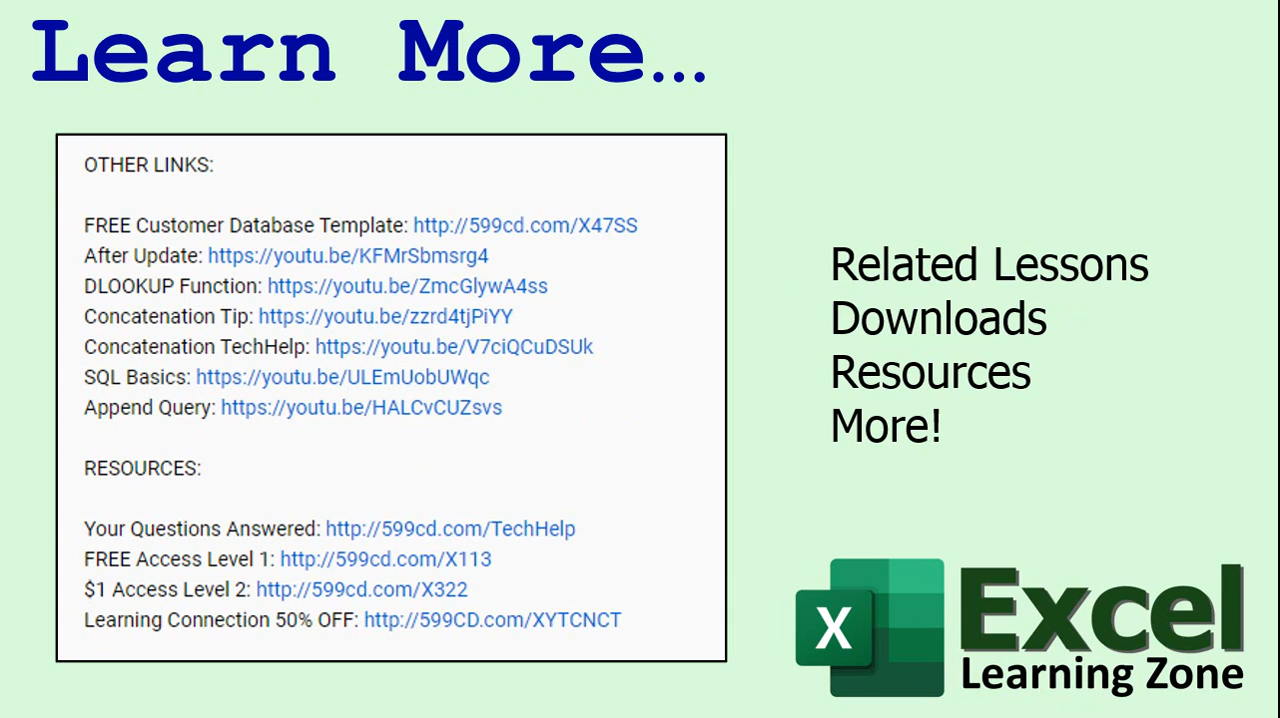 Learn More...
OTHER LINKS:
FREE Customer Database Template: http://599cd.com/X47SS
After Update: https://youtu.be/KFMrSbmsrg4
DLOOKUP Function: https://youtu.be/ZmcGlywA4ss
Concatenation Tip: https://youtu.be/zzrd4tjPiYY
Concatenation TechHelp: https://youtu.be/V7ciQCuDSUk
SQL Basics: https://youtu.be/ULEmUobUWqc
Append Query: https://youtu.be/HALCvCUZsvs
RESOURCES:
Your Questions Answered: http://599cd.com/TechHelp
FREE Access Level 1: http://599cd.com/X113
$1 Access Level 2: http://599cd.com/X322
Learning Connection 50% OFF: http://599CD.com/XYTCNCT
Related Lessons
Downloads
Resources
More!
X
Excel
Learning Zone